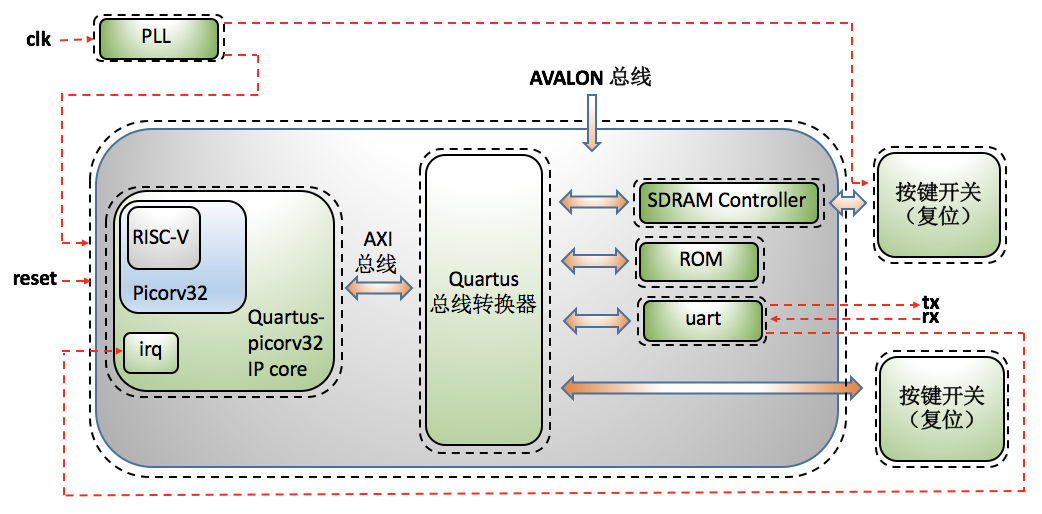 PLL
clk
AVALON 总线
按键开关
（复位）
SDRAM Controller
RISC-V
AXI
总线
ROM
reset
Quartus
总线转换器
Picorv32
Quartus-
picorv32
IP core
uart
tx
rx
irq
按键开关
（复位）